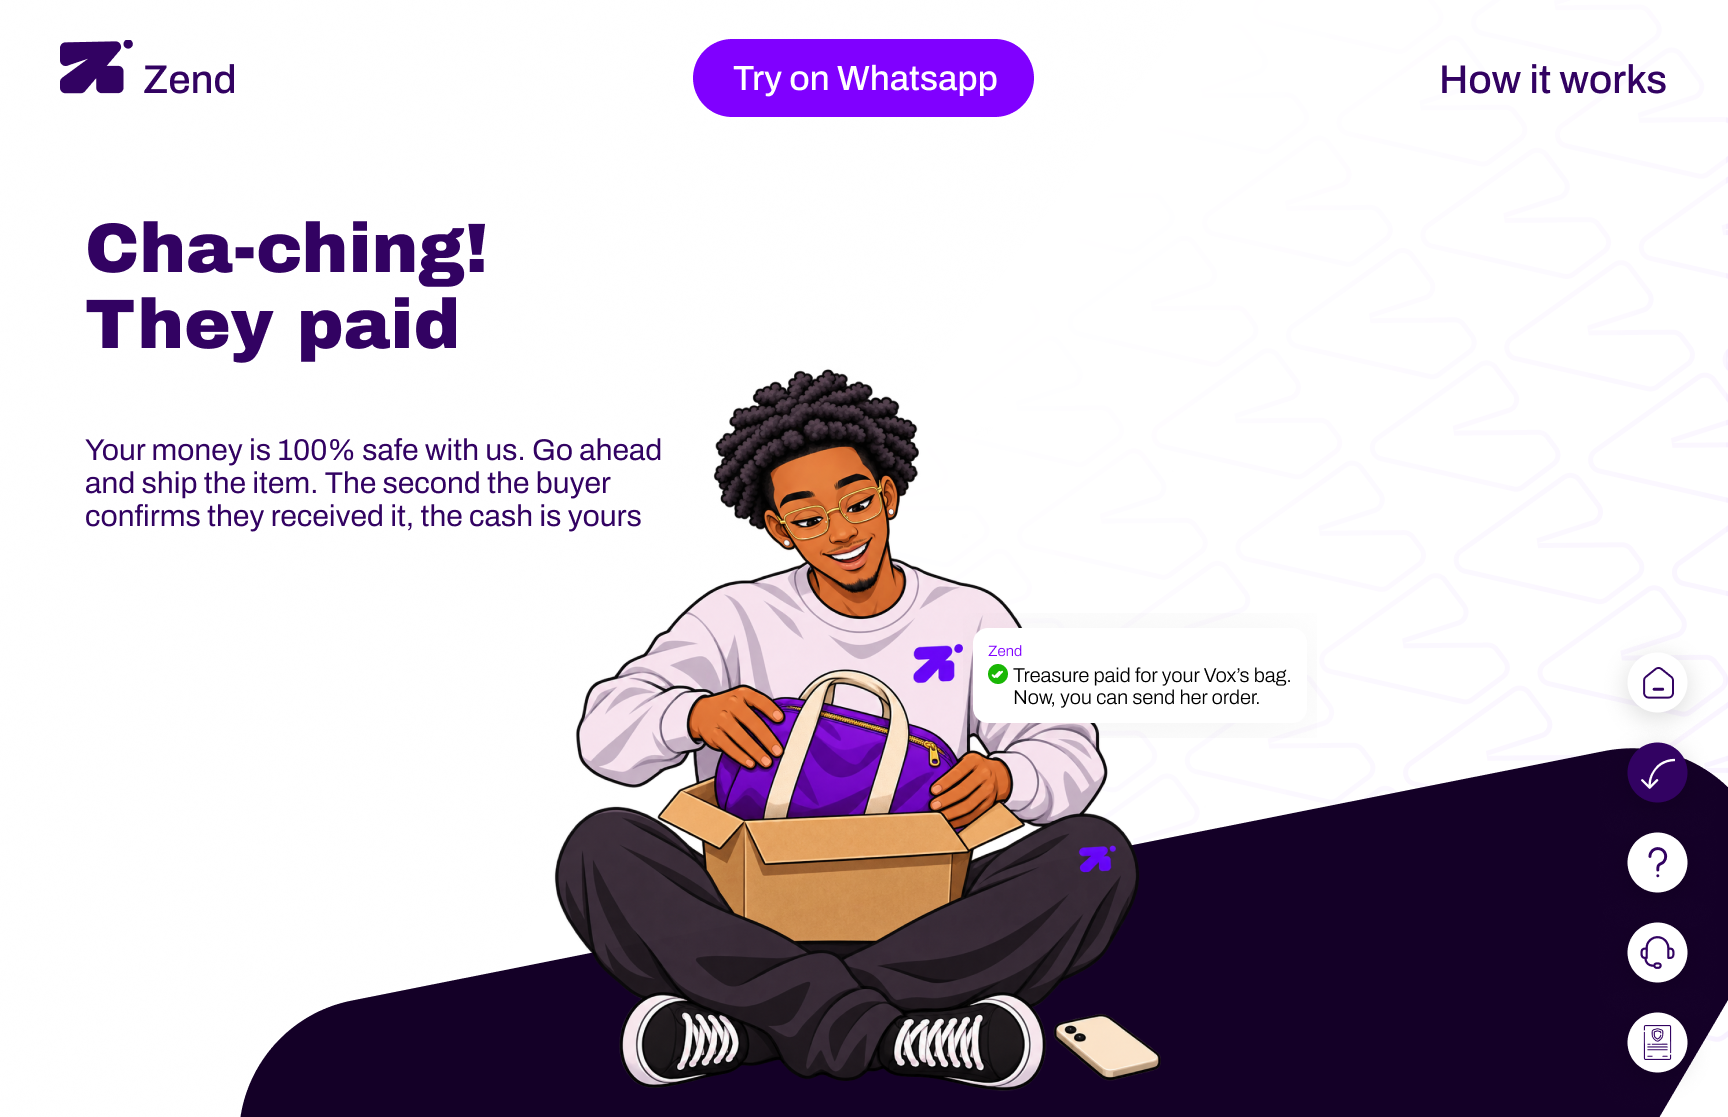 Zend
Try on Whatsapp
How it works
Cha-ching!
They paid
Your money is 100% safe with us. Go ahead
and ship the item. The second the buyer
confirms they received it, the cash is yours
Zend
Treasure paid for your Vox’s bag.
Now, you can send her order.